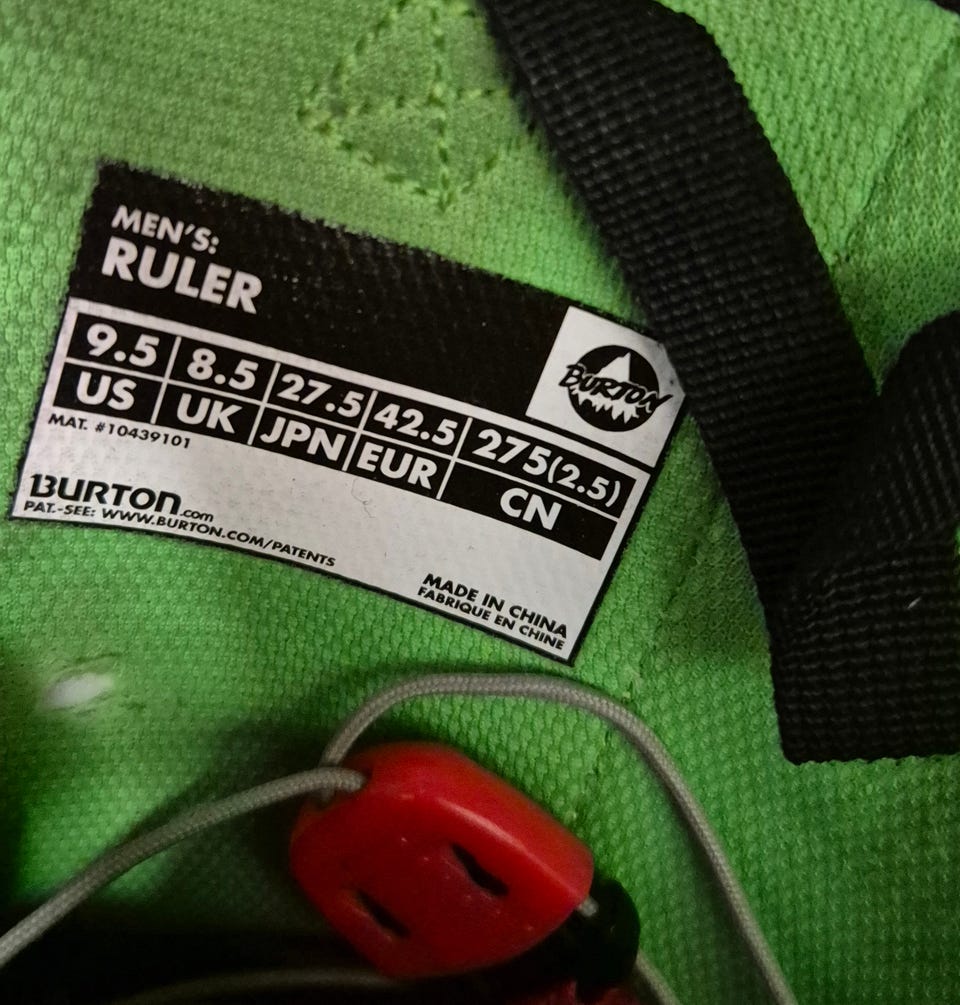 MEN'S:
RULER
BURTON
9.5 8.5 27.5 42.5 275(2.5)
US UK JPN EUR CN
MAT. #10439101
BURTON.com
PAT.-SEE: WWW.BURTON.COM/PATENTS
MADE IN CHINA
FABRIQUE EN CHINE